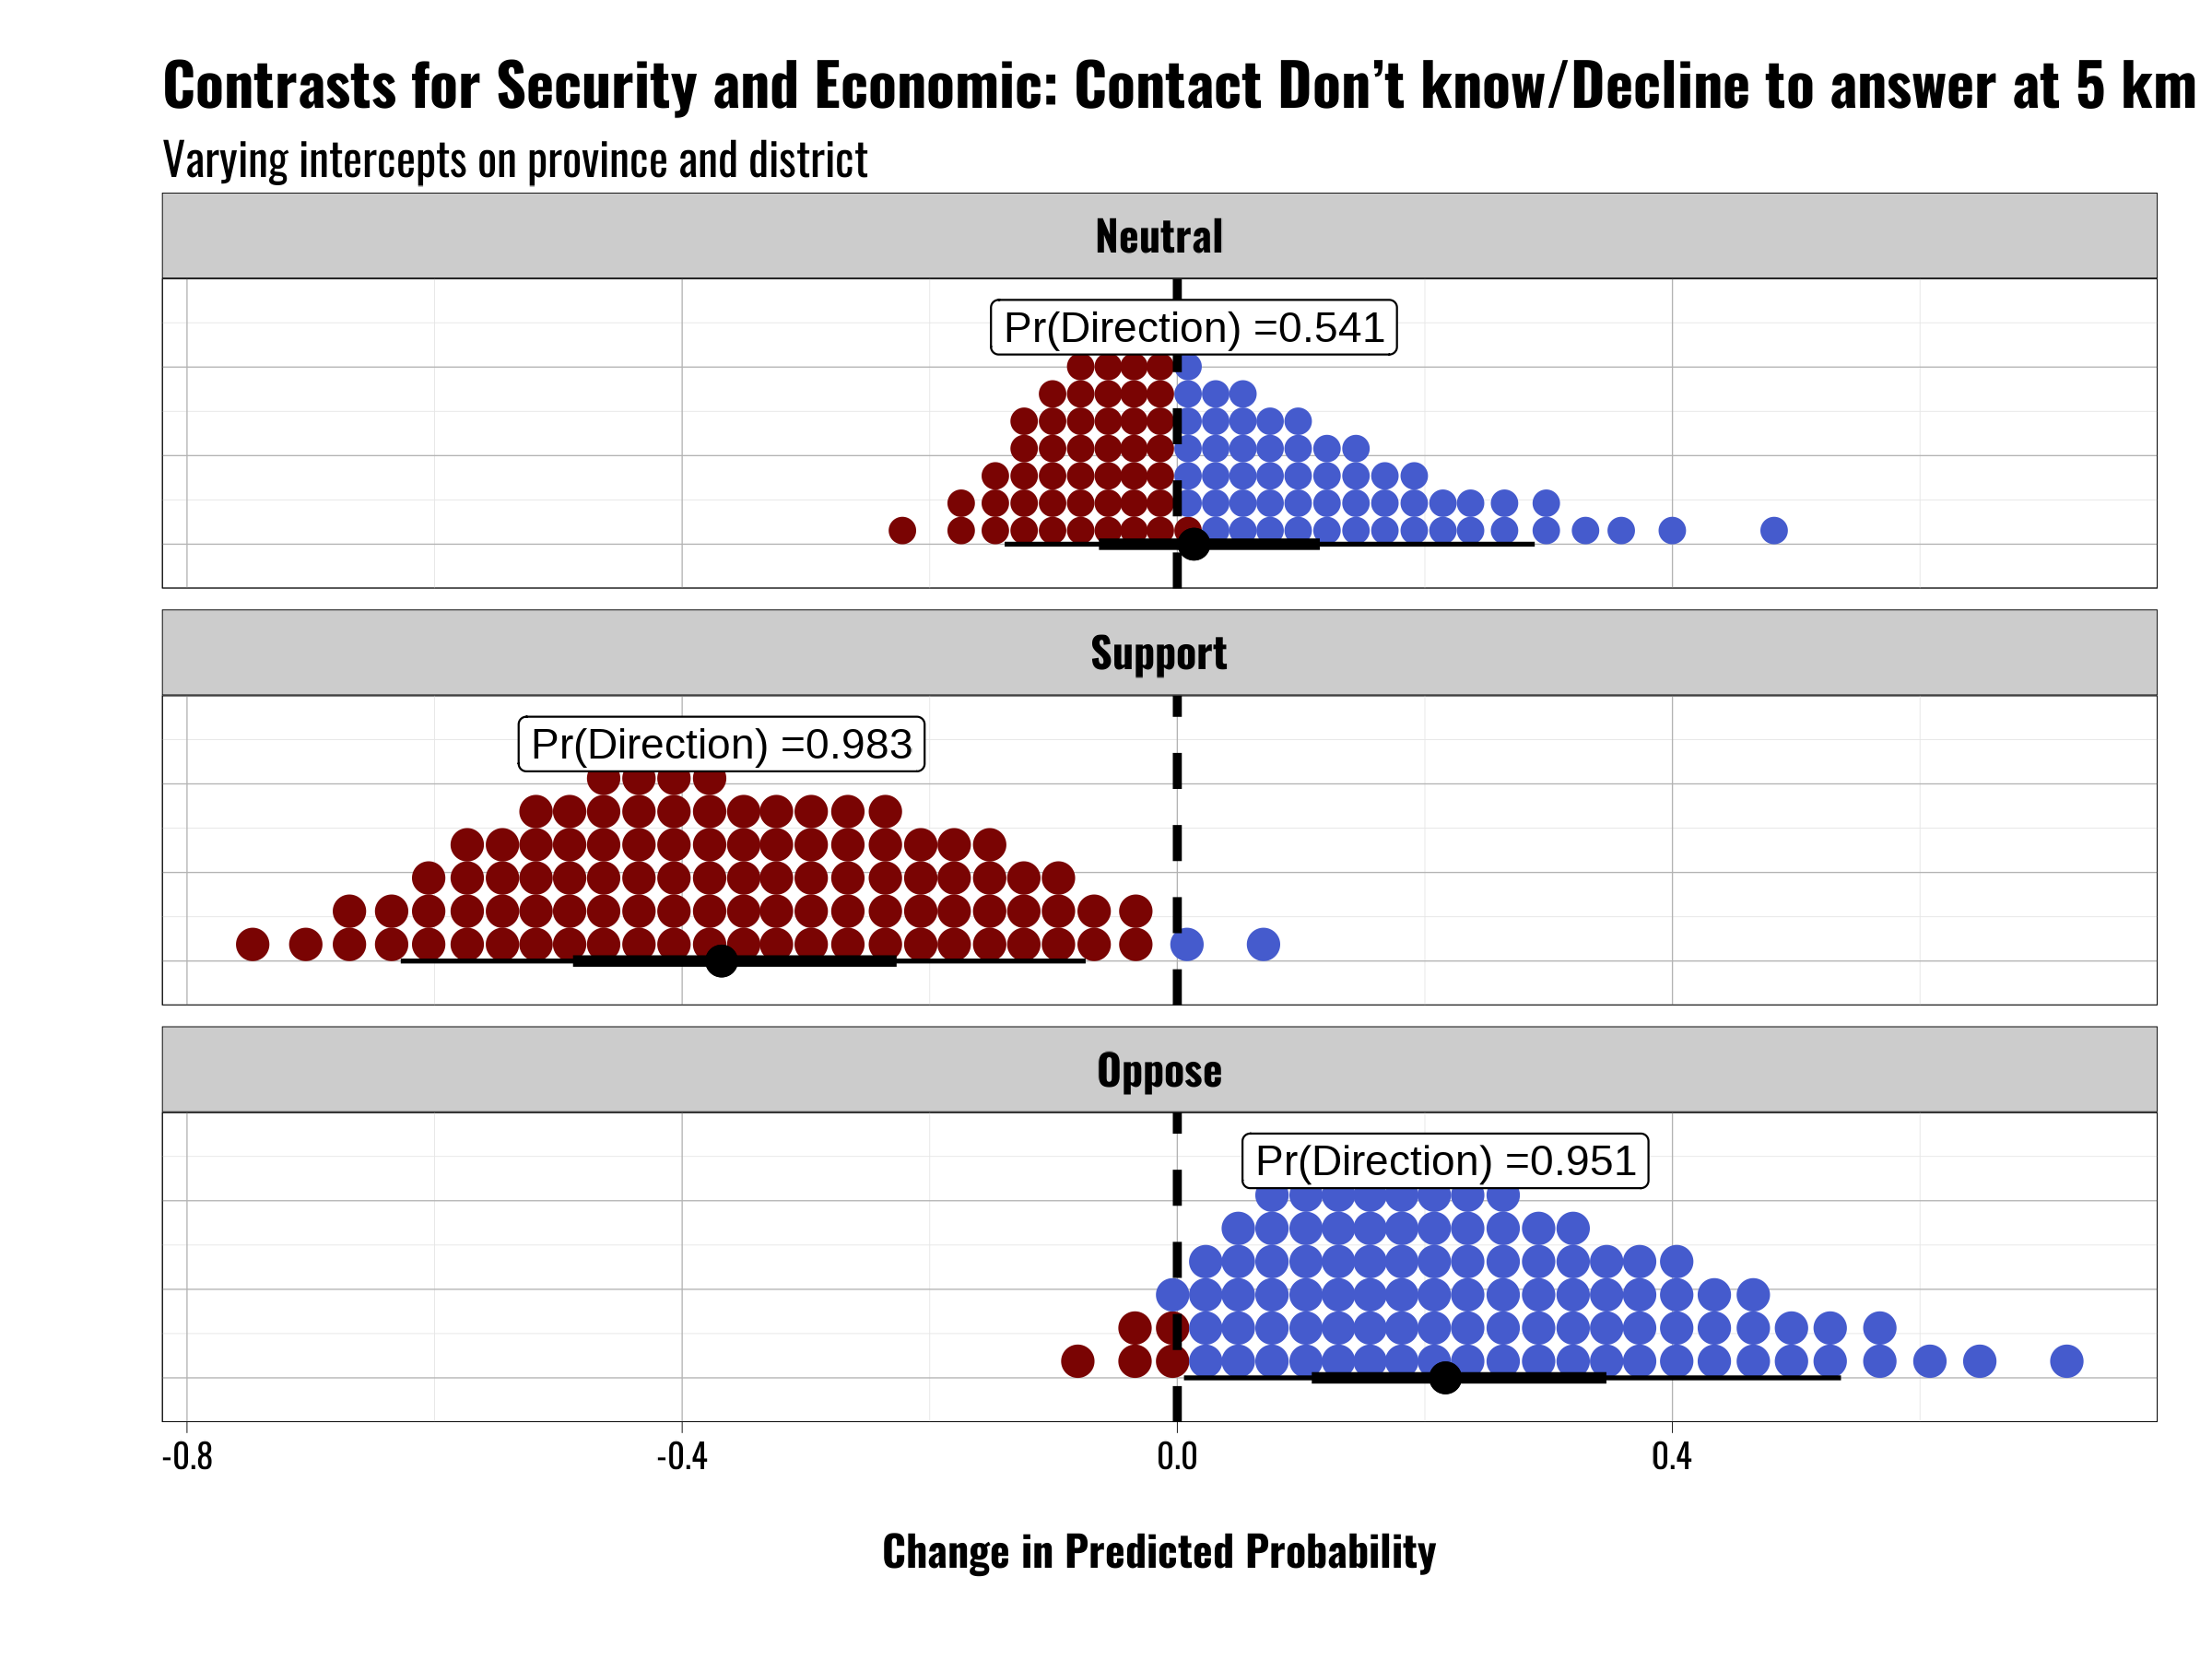 Contrasts for Security and Economic: Contact Don’t know/Decline to answer at 5 km
Varying intercepts on province and district
Neutral
Pr(Direction) =0.541
Support
Pr(Direction) =0.983
Oppose
Pr(Direction) =0.951
-0.8 -0.4 0.0 0.4
Change in Predicted Probability